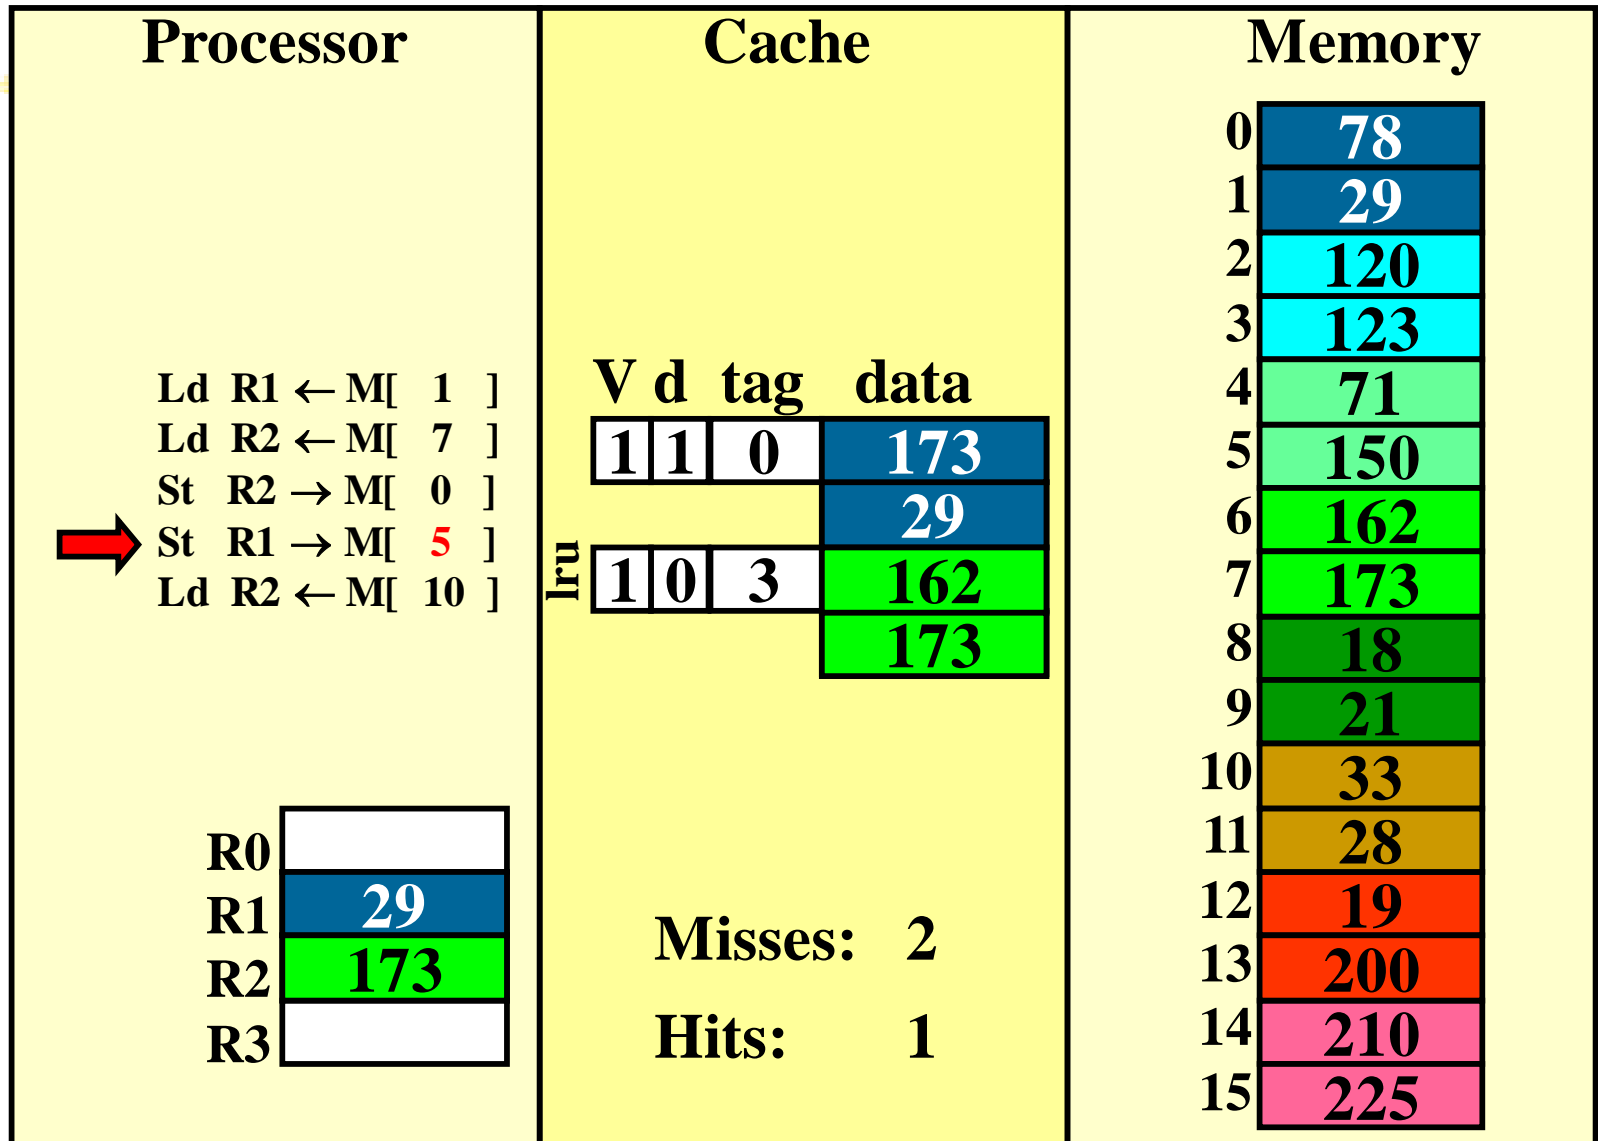 Processor
Cache
Memory
Ld R1 ← M[ 1 ]
Ld R2 ← M[ 7 ]
St R2 → M[ 0 ]
St R1 → M[ 5 ]
Ld R2 ← M[ 10 ]
R0
R1 29
R2 173
R3
V d tag data
1 1 0 173
29
lru
1 0 3 162
173
Misses: 2
Hits: 1
0 78
1 29
2 120
3 123
4 71
5 150
6 162
7 173
8 18
9 21
10 33
11 28
12 19
13 200
14 210
15 225